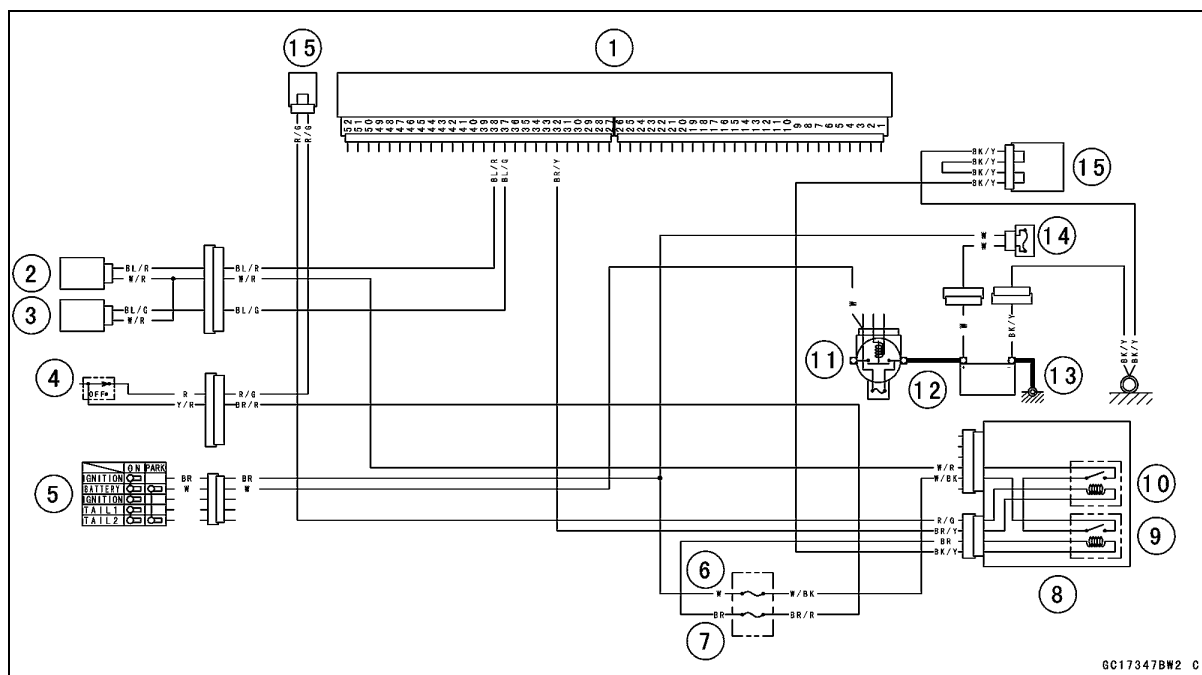 15
1
52 51 50 49 48 47 46 45 44 43 42 41 40 39 38 37 36 35 34 33 32 31 30 29 28 27 26 25 24 23 22 21 20 19 18 17 16 15 14 13 12 11 10 9 8 7 6 5 4 3 2 1
R/G R/G
BL/R BL/G BR/Y
BK/Y
BK/Y
BK/Y
BK/Y
15
W
W
14
2
BL/R BL/R
W/R W/R
3
BL/G BL/G
W/R
W
W
BK/Y
BK/Y BK/Y
11
12
+ -
13
4
OFF
R R/G
Y/R BR/R
5
ON PARK
IGNITION BR BR
BATTERY W W
IGNITION
TAIL1
TAIL2
W/R
W/BK
10
R/G
BR/Y
BR
BK/Y
9
6
W W/BK
8
BR BR/R
7
GC17347BW2 C